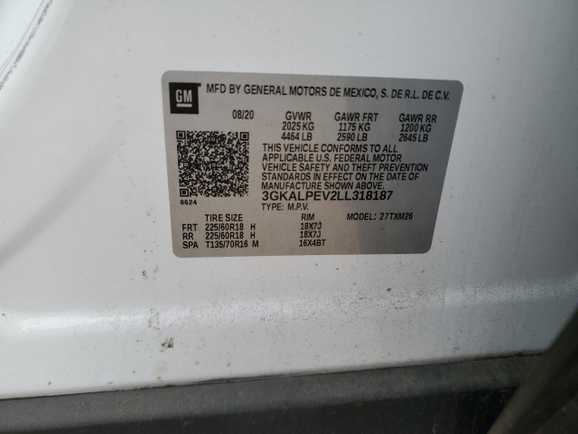 GM MFD BY GENERAL MOTORS DE MEXICO, S. DE R.L. DE C.V.
08/20 GVWR GAWR FRT GAWR RR
2025 KG 1175 KG 1200 KG
4464 LB 2590 LB 2645 LB
THIS VEHICLE CONFORMS TO ALL
APPLICABLE U.S. FEDERAL MOTOR
VEHICLE SAFETY AND THEFT PREVENTION
STANDARDS IN EFFECT ON THE DATE OF
MANUFACTURE SHOWN ABOVE.
3GKALPEV2LL318187
6624 TYPE: M.P.V. MODEL: 27TXM26
TIRE SIZE RIM
FRT 225/60R18 H 18X7J
RR 225/60R18 H 18X7J
SPA T135/70R16 M 16X4BT